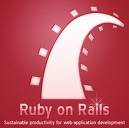 Ruby on Rails
Sustainable productivity for web-application development